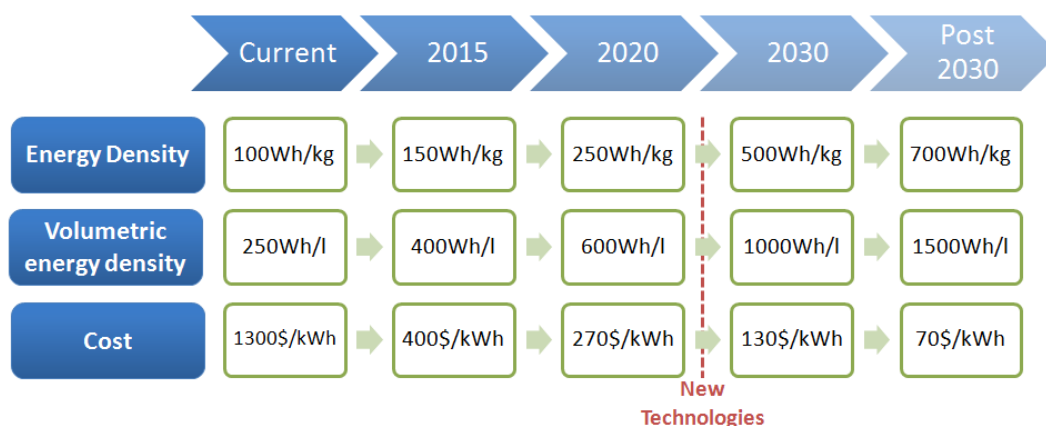 Current 2015 2020 2030 Post
2030
Energy Density 100Wh/kg 150Wh/kg 250Wh/kg 500Wh/kg 700Wh/kg
Volumetric
energy density 250Wh/l 400Wh/l 600Wh/l 1000Wh/l 1500Wh/l
Cost 1300$/kWh 400$/kWh 270$/kWh 130$/kWh 70$/kWh
New
Technologies